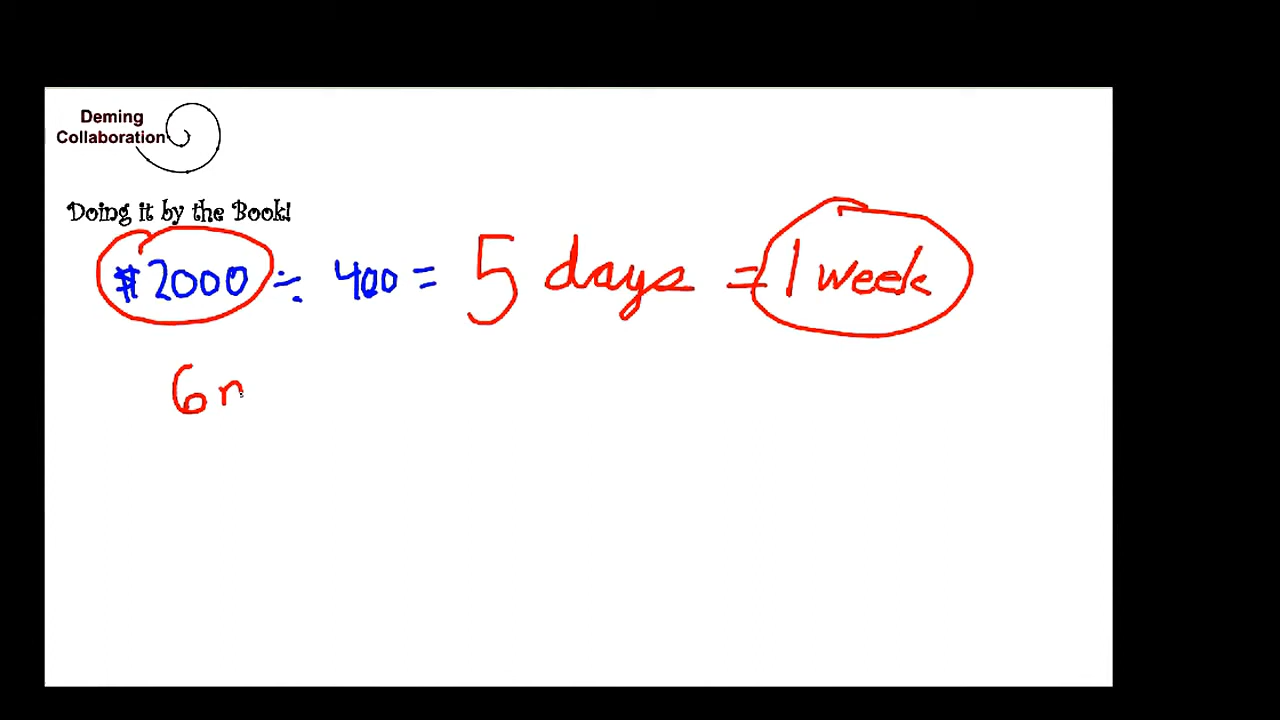 Deming
Collaboration
Doing it by the Book!
$2000 ÷ 400 = 5 days = 1 week
6 n